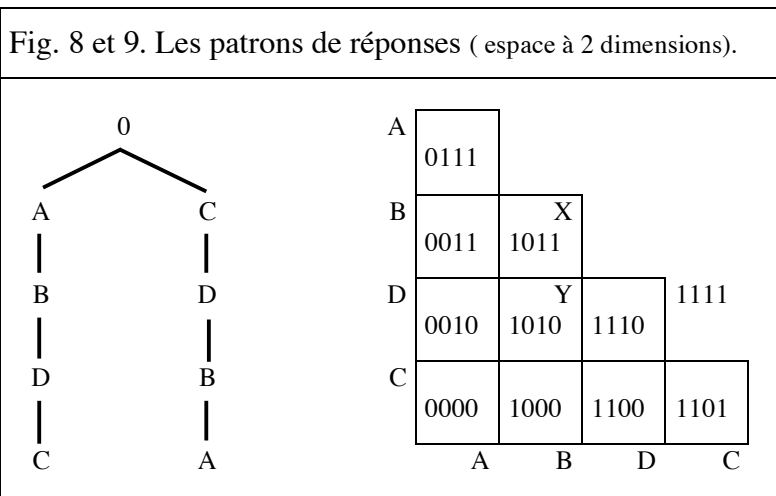 Fig. 8 et 9. Les patrons de réponses ( espace à 2 dimensions).
0
A C
B D
D B
C A
A
0111
B X
0011 1011
D Y 1111
0010 1010 1110
C
0000 1000 1100 1101
A B D C